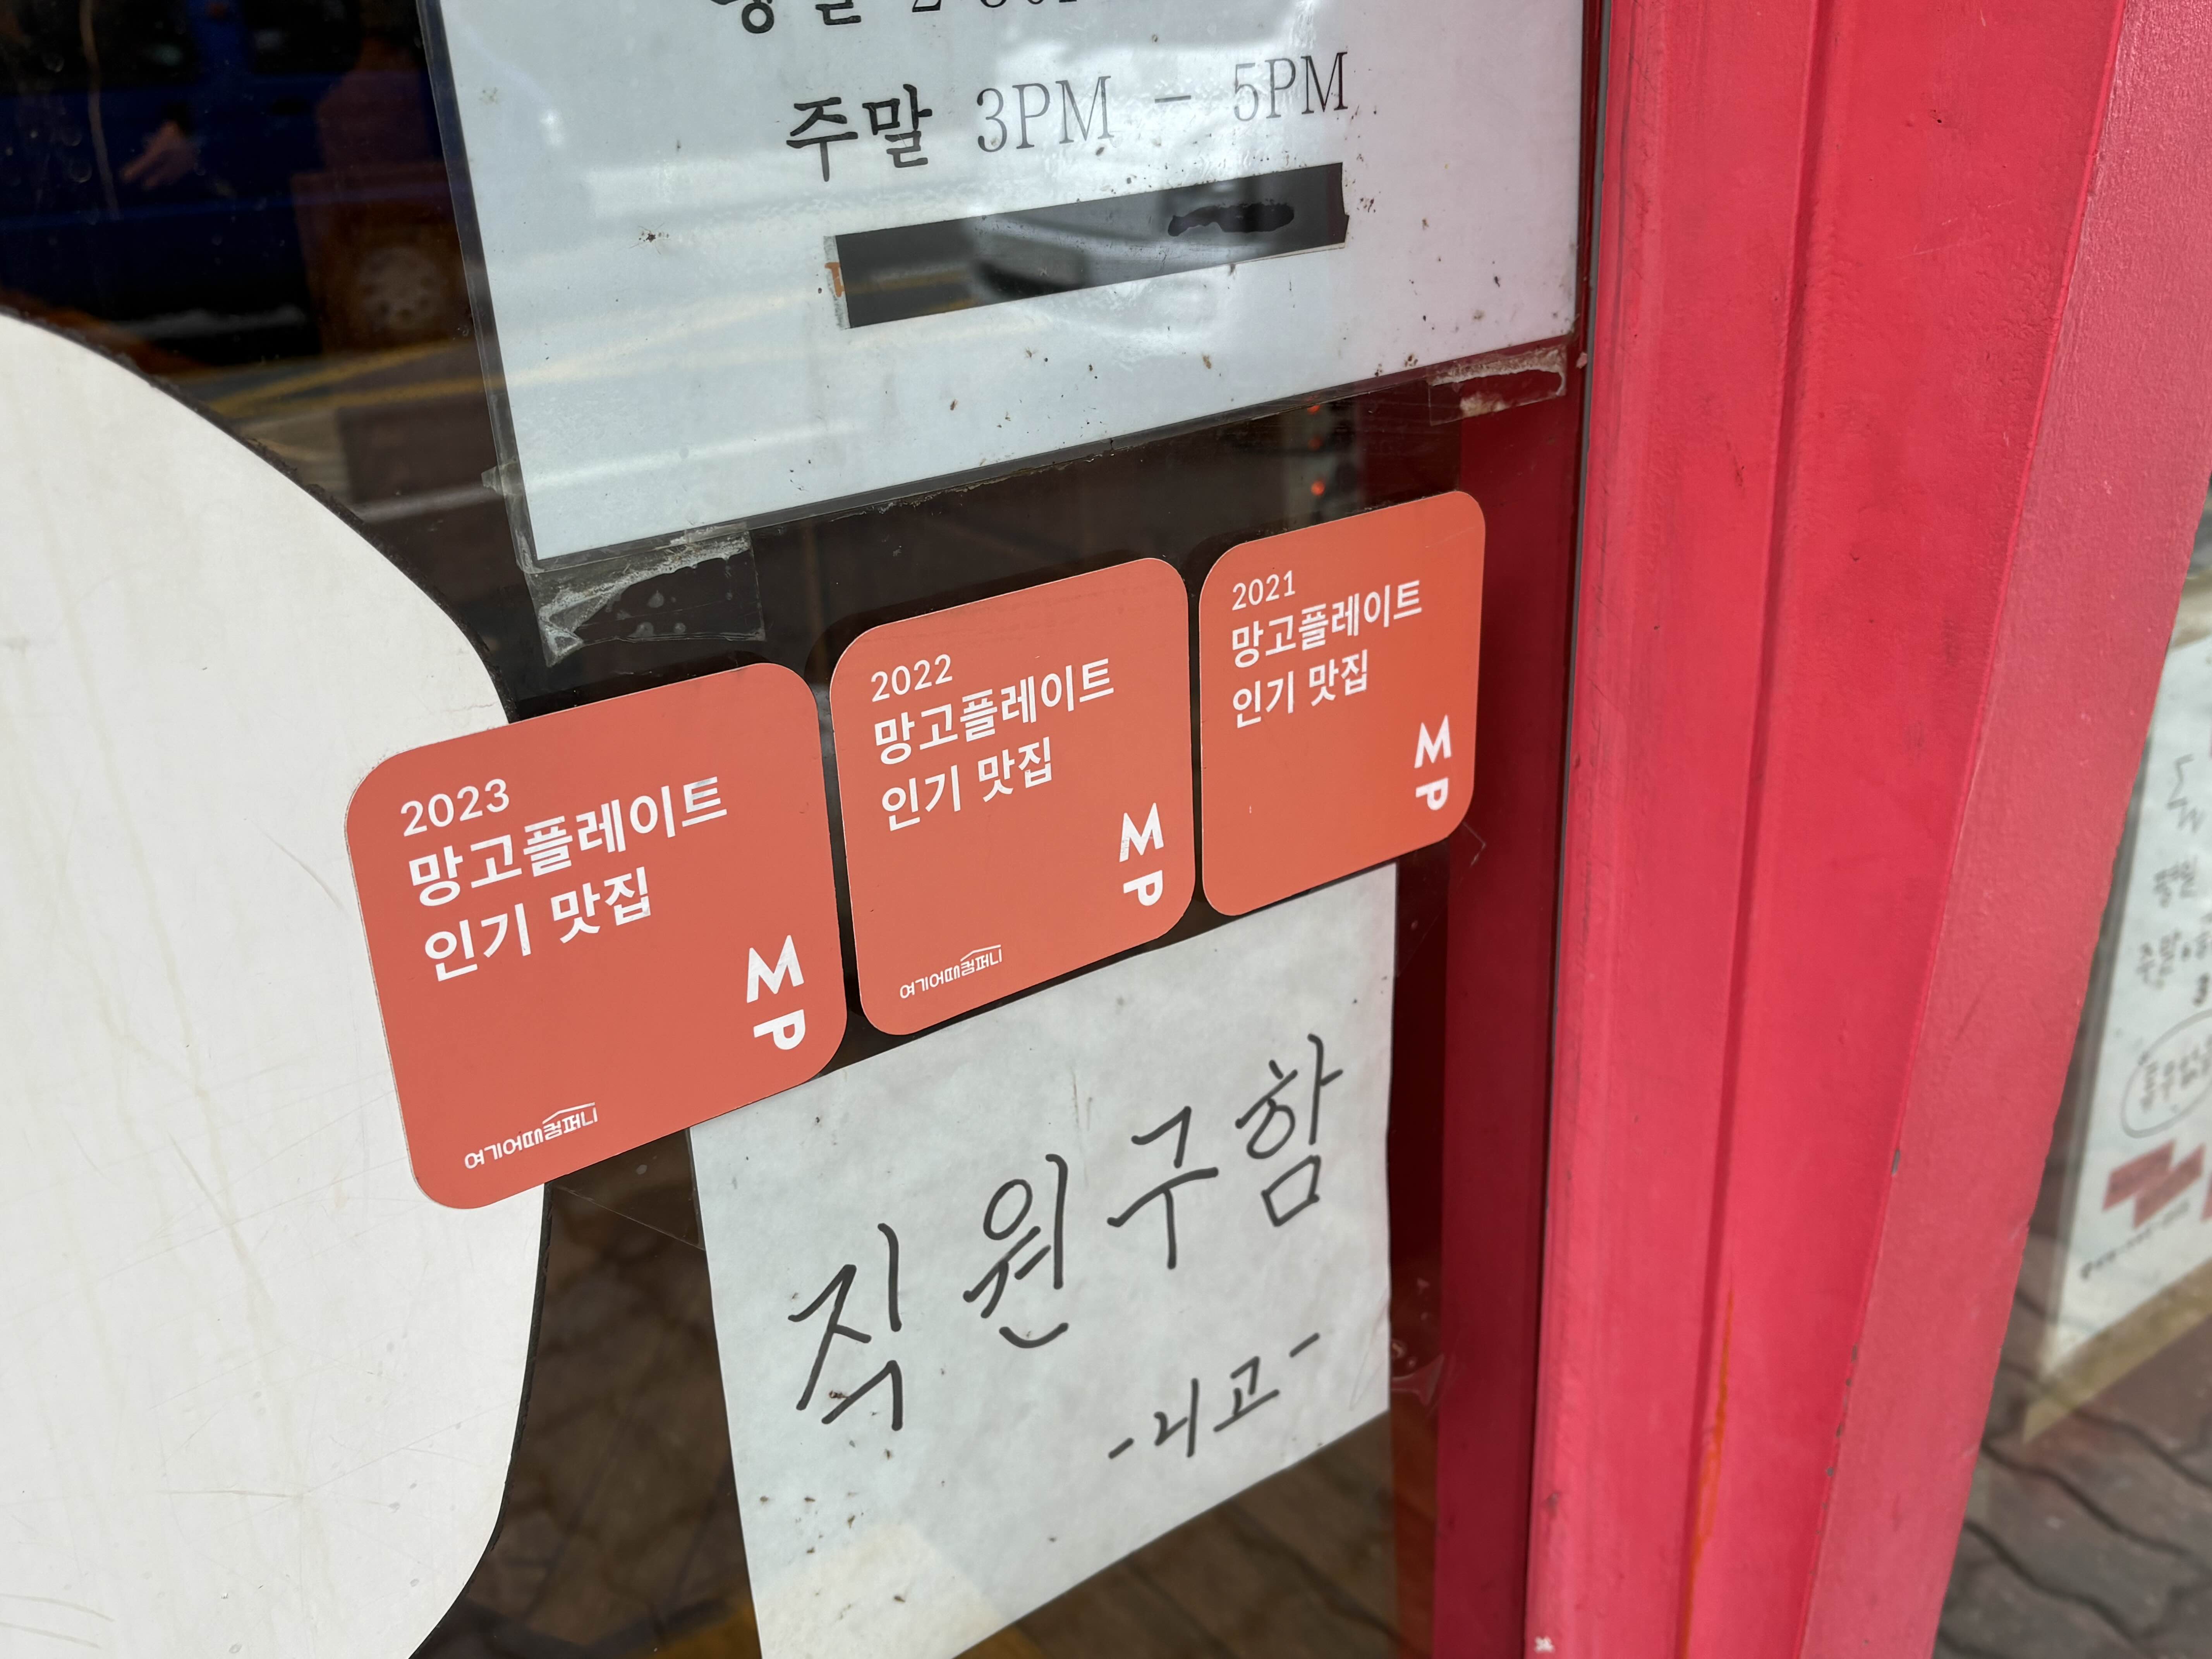 주말 3PM - 5PM
2023
망고플레이트
인기 맛집
MP
여기어때컴퍼니
2022
망고플레이트
인기 맛집
MP
여기어때컴퍼니
2021
망고플레이트
인기 맛집
MP
직원구함
-니고-